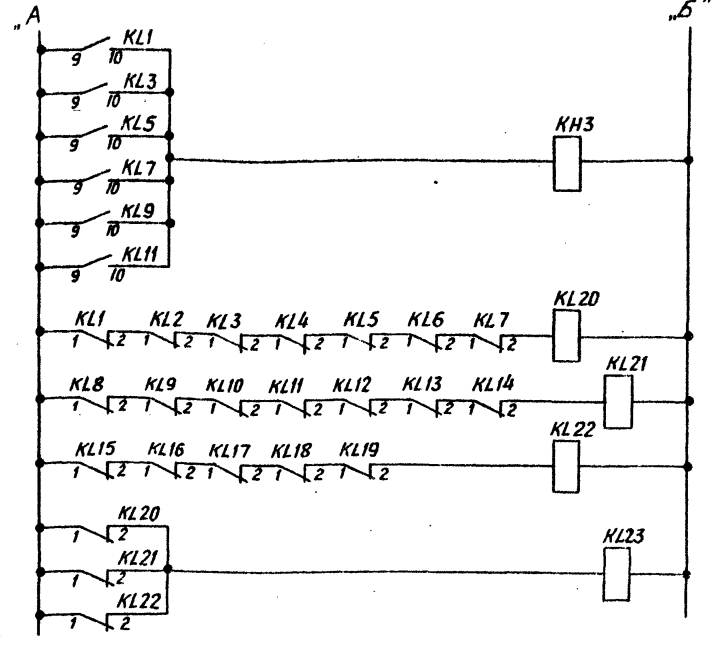 „А" „Б"
KL1
9 10
KL3
9 10
KL5
9 10
KH3
KL7
9 10
KL9
9 10
KL11
9 10
KL1 KL2 KL3 KL4 KL5 KL6 KL7 KL20
1 2 1 2 1 2 1 2 1 2 1 2 1 2
KL8 KL9 KL10 KL11 KL12 KL13 KL14 KL21
1 2 1 2 1 2 1 2 1 2 1 2 1 2
KL15 KL16 KL17 KL18 KL19 KL22
1 2 1 2 1 2 1 2 1 2
KL20
1 2
KL21 KL23
1 2
KL22
1 2